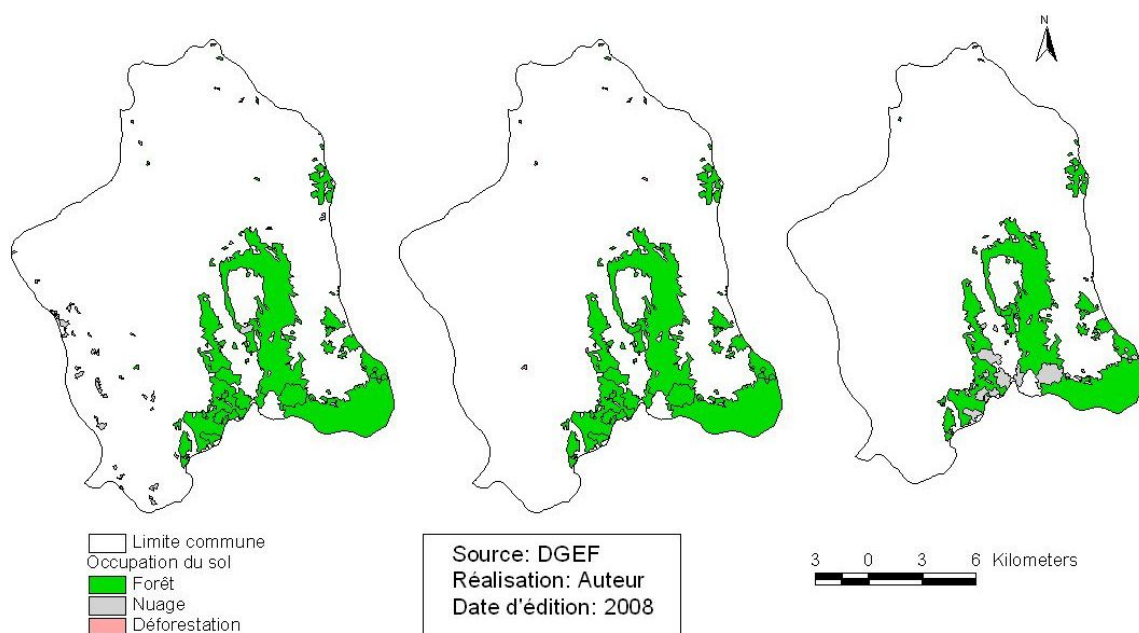 N
Limite commune
Occupation du sol
Forêt
Nuage
Déforestation
Source: DGEF
Réalisation: Auteur
Date d'édition: 2008
3 0 3 6 Kilometers